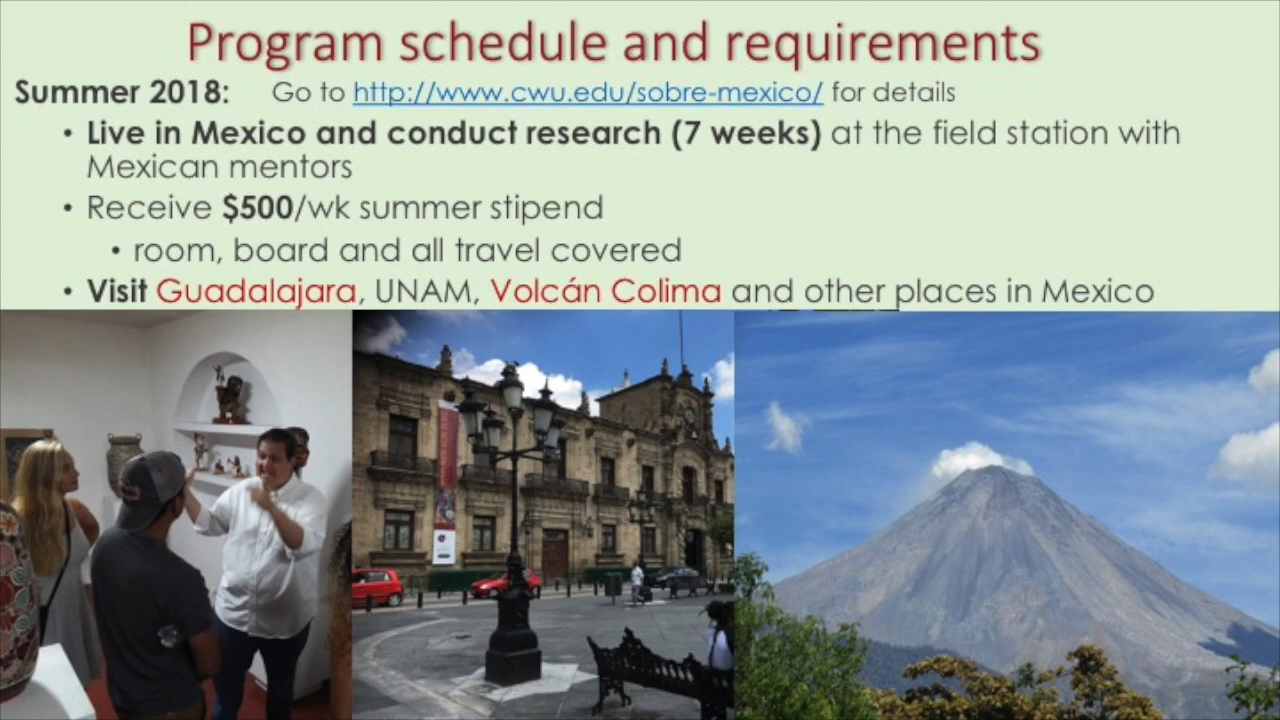 Program schedule and requirements
Summer 2018: Go to http://www.cwu.edu/sobre-mexico/ for details
• Live in Mexico and conduct research (7 weeks) at the field station with
Mexican mentors
• Receive $500/wk summer stipend
• room, board and all travel covered
• Visit Guadalajara, UNAM, Volcán Colima and other places in Mexico